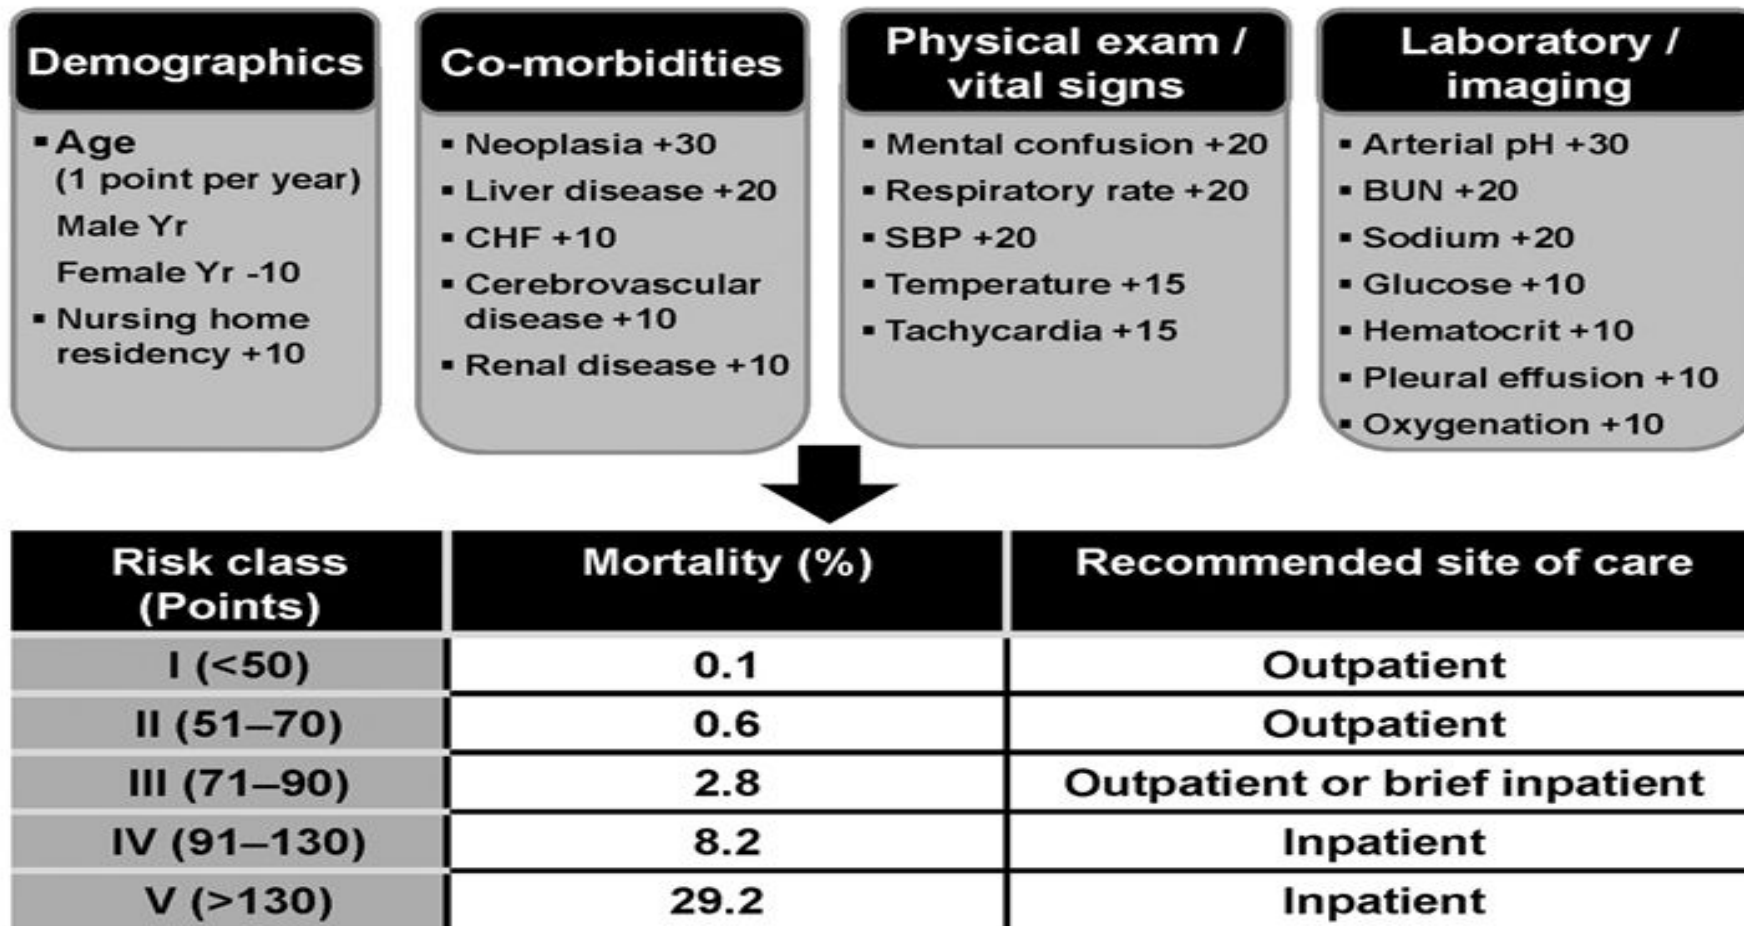 Demographics
▪ Age
(1 point per year)
Male Yr
Female Yr -10
▪ Nursing home
residency +10
Co-morbidities
▪ Neoplasia +30
▪ Liver disease +20
▪ CHF +10
▪ Cerebrovascular
disease +10
▪ Renal disease +10
Physical exam /
vital signs
▪ Mental confusion +20
▪ Respiratory rate +20
▪ SBP +20
▪ Temperature +15
▪ Tachycardia +15
Laboratory /
imaging
▪ Arterial pH +30
▪ BUN +20
▪ Sodium +20
▪ Glucose +10
▪ Hematocrit +10
▪ Pleural effusion +10
▪ Oxygenation +10
Risk class
(Points)
Mortality (%)
Recommended site of care
I (<50)
0.1
Outpatient
II (51–70)
0.6
Outpatient
III (71–90)
2.8
Outpatient or brief inpatient
IV (91–130)
8.2
Inpatient
V (>130)
29.2
Inpatient